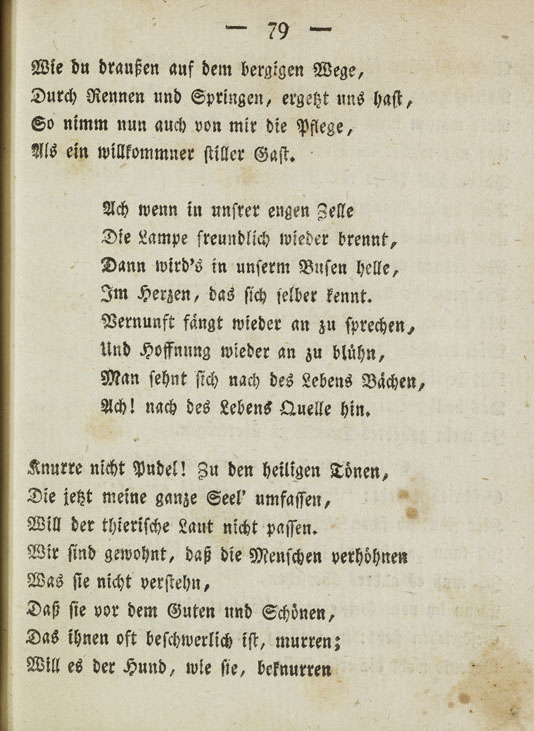 — 79 —
Wie du draußen auf dem bergigen Wege,
Durch Rennen und Springen, ergetzt uns hast,
So nimm nun auch von mir die Pflege,
Als ein willkommner stiller Gast.
Ach wenn in unsrer engen Zelle
Die Lampe freundlich wieder brennt,
Dann wird's in unserm Busen helle,
Im Herzen, das sich selber kennt.
Vernunft fängt wieder an zu sprechen,
Und Hoffnung wieder an zu blühn,
Man sehnt sich nach des Lebens Bächen,
Ach! nach des Lebens Quelle hin.
Knurre nicht Pudel! Zu den heiligen Tönen,
Die jetzt meine ganze Seel' umfassen,
Will der thierische Laut nicht passen.
Wir sind gewohnt, daß die Menschen verhöhnen
Was sie nicht verstehn,
Daß sie vor dem Guten und Schönen,
Das ihnen oft beschwerlich ist, murren;
Will es der Hund, wie sie, beknurren